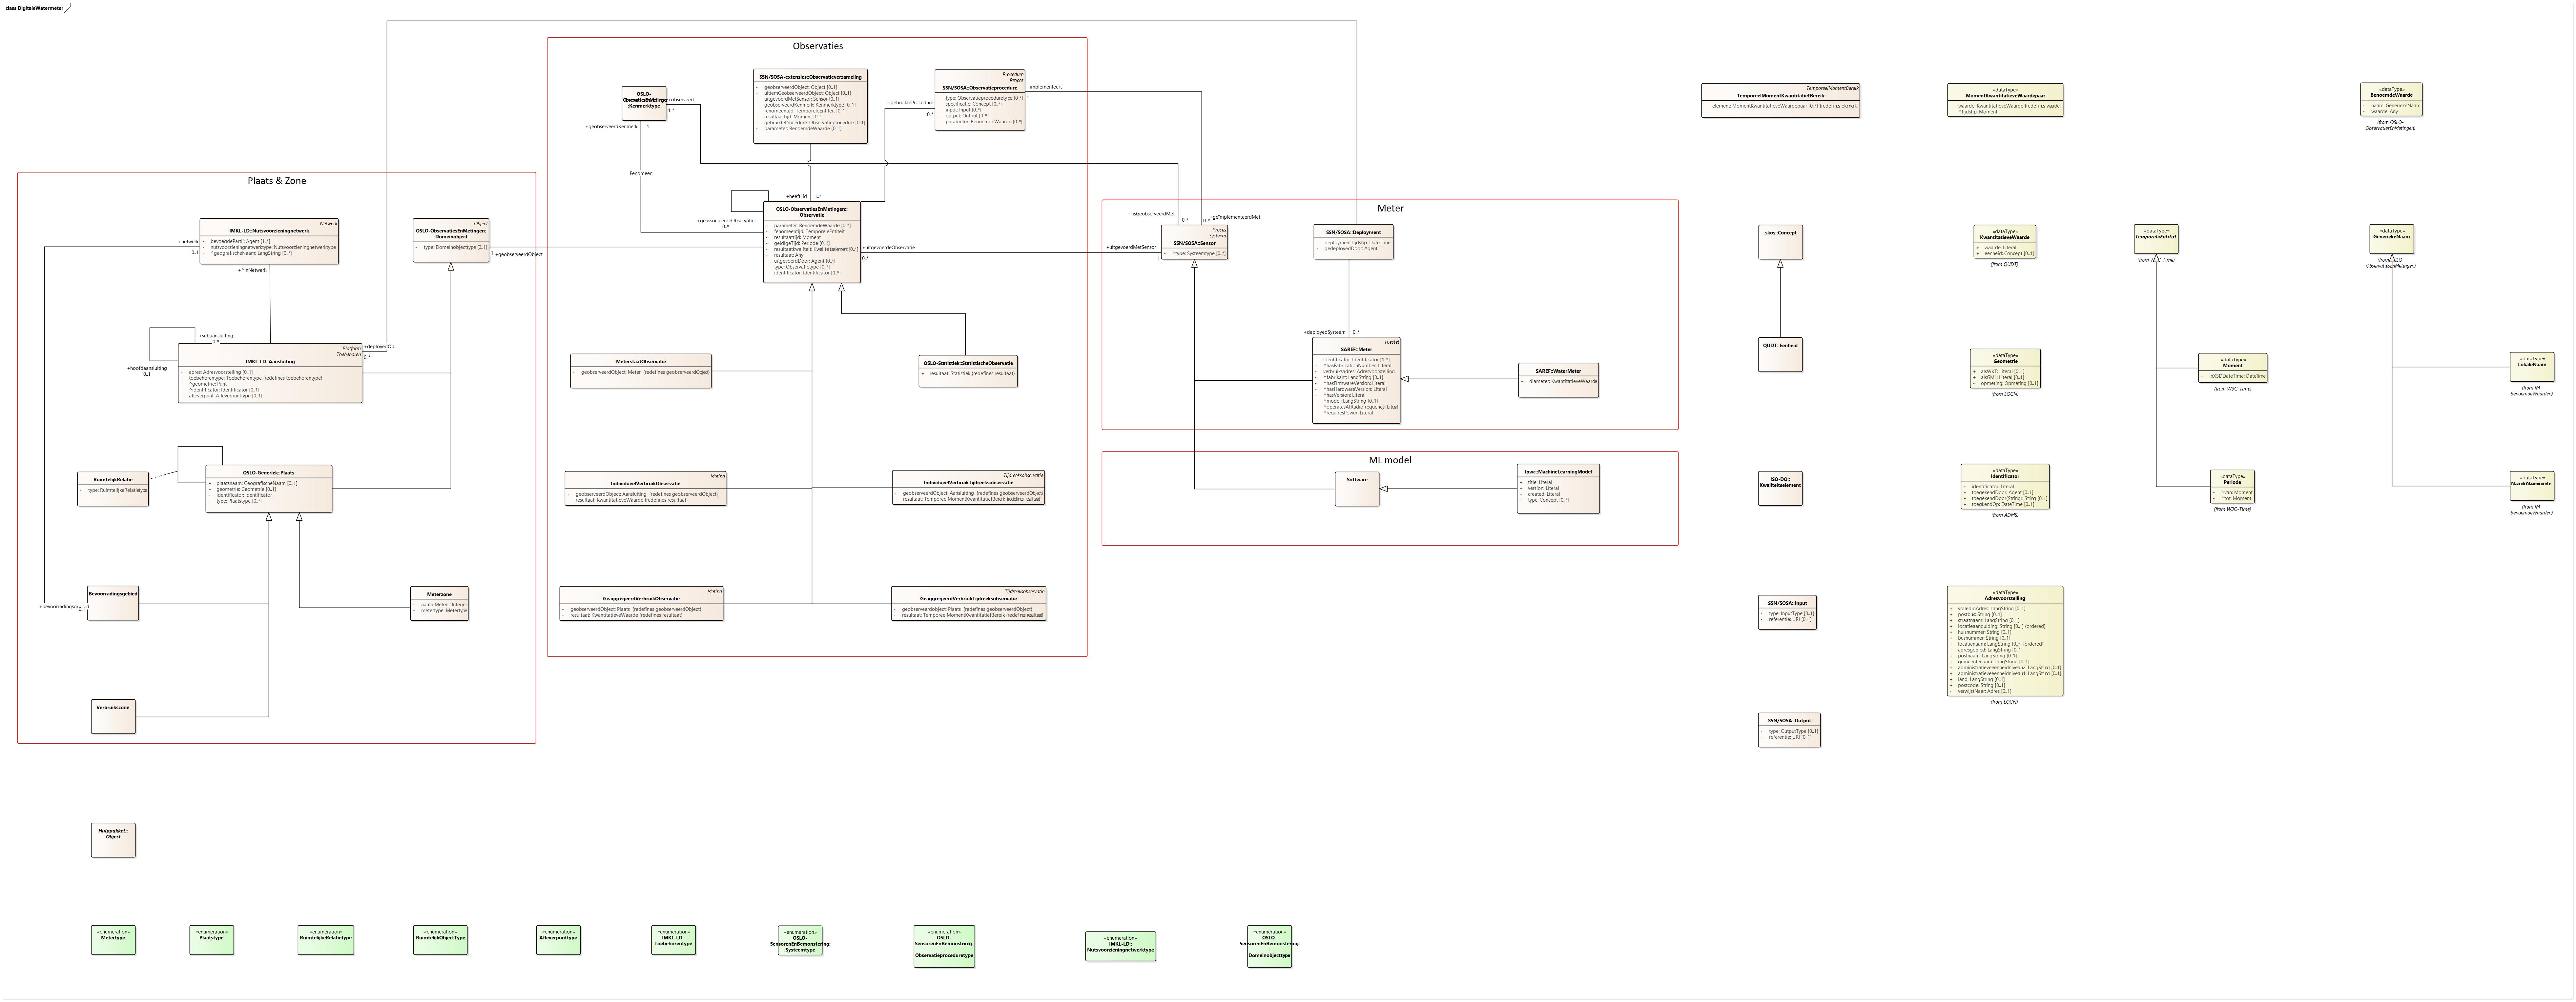 class DigitaleWatermeter
Observaties
OSLO-
:Kenmerktype
+observeert
1..*
+geobserveerdKenmerk
1
Fenomeen
SSN/SOSA-extensies::Observatieverzameling
- geobserveerdObject: Object [0..1]
- ultiemGeobserveerdObject: Object [0..1]
- uitgevoerdMetSensor: Sensor [0..1]
- geobserveerdKenmerk: Kenmerktype [0..1]
- fenomeentijd: TemporeleEntiteit [0..1]
- resultaatTijd: Moment [0..1]
- gebruikteProcedure: Observatieprocedure [0..1]
- parameter: BenoemdeWaarde [0..1]
Procedure
Proces
SSN/SOSA::Observatieprocedure
- type: Observatieproceduretype [0..*]
- specificatie: Concept [0..*]
- input: Input [0..*]
- output: Output [0..*]
- parameter: BenoemdeWaarde [0..*]
+implementeert
1
+gebruikteProcedure
0..*
+heeftLid
1..*
+geassocieerdeObservatie
0..*
OSLO-ObservatiesEnMetingen::
Observatie
- parameter: BenoemdeWaarde [0..*]
- fenomeentijd: TemporeleEntiteit
- resultaattijd: Moment
- geldigeTijd: Periode [0..1]
- resultaatkwaliteit: Kwaliteitselement [0..*]
- resultaat: Any
- uitgevoerdDoor: Agent [0..*]
- type: Observatietype [0..*]
- identificator: Identificator [0..*]
+uitgevoerdeObservatie
0..*
MeterstaatObservatie
- geobserveerdObject: Meter (redefines geobserveerdObject)
OSLO-Statistiek::StatistischeObservatie
+ resultaat: Statistiek (redefines resultaat)
Meting
IndividueelVerbruikObservatie
- geobserveerdObject: Aansluiting (redefines geobserveerdObject)
- resultaat: KwantitatieveWaarde (redefines resultaat)
Tijdreeksobservatie
IndividueelVerbruikTijdreeksobservatie
- geobserveerdObject: Aansluiting (redefines geobserveerdObject)
- resultaat: TemporeelMomentKwantitatiefBereik (redefines resultaat)
Meting
GeaggregeerdVerbruikObservatie
- geobserveerdObject: Plaats (redefines geobserveerdObject)
- resultaat: KwantitatieveWaarde (redefines resultaat)
Tijdreeksobservatie
GeaggregeerdVerbruikTijdreeksobservatie
- geobserveerdobject: Plaats (redefines geobserveerdObject)
- resultaat: TemporeelMomentKwantitatiefBereik (redefines resultaat)
Plaats & Zone
Netwerk
IMKL-LD::Nutsvoorzieningnetwerk
- bevoegdePartij: Agent [1..*]
- nutsvoorzieningnetwerktype: Nutsvoorzieningnetwerktype
- ^geografischeNaam: LangString [0..*]
+netwerk
0..1
+^inNetwerk
Object
OSLO-ObservatiesEnMetingen:
:Domeinobject
- type: Domeinobjecttype [0..1]
1
+geobserveerdObject
+subaansluiting
0..*
+hoofdaansluiting
0..1
Platform
Toebehoren
IMKL-LD::Aansluiting
- adres: Adresvoorstelling [0..1]
- toebehorentype: Toebehorentype (redefines toebehorentype)
- ^geometrie: Punt
- ^identificator: Identificator [0..1]
- afleverpunt: Afleverpunttype [0..1]
+deployedOp
0..*
RuimtelijkRelatie
- type: RuimtelijkeRelatietype
OSLO-Generiek::Plaats
+ plaatsnaam: GeografischeNaam [0..1]
+ geometrie: Geometrie [0..1]
- identificator: Identificator
- type: Plaatstype [0..*]
Bevoorradingsgebied
0..1
Meterzone
- aantalMeters: Integer
- metertype: Metertype
Verbruikszone
Meter
+isGeobserveerdMet
0..*
+geïmplementeerdMet
0..*
+uitgevoerdMetSensor
1
Proces
Systeem
SSN/SOSA::Sensor
- ^type: Systeemtype [0..*]
SSN/SOSA::Deployment
- deploymentTijdstip: DateTime
- gedeployedDoor: Agent
+deployedSysteem
0..*
Toestel
SAREF::Meter
- identificator: Identificator [1..*]
- ^hasFabricationNumber: Literal
- verbruiksadres: Adresvoorstelling
- ^fabrikant: LangString [0..1]
- ^hasFirmwareVersion: Literal
- ^hasHardwareVersion: Literal
- ^hasVersion: Literal
- ^model: LangString [0..1]
- ^operatesAtRadiofrequency: Literal
- ^requiresPower: Literal
SAREF::WaterMeter
- diameter: KwantitatieveWaarde
ML model
Software
lpwc::MachineLearningModel
+ title: Literal
+ version: Literal
+ created: Literal
+ type: Concept [0..*]
TemporeelMomentBereik
TemporeelMomentKwantitatiefBereik
- element: MomentKwantitatieveWaardepaar [0..*] (redefines element)
«dataType»
MomentKwantitatieveWaardepaar
- waarde: KwantitatieveWaarde (redefines waarde)
- ^tijdstip: Moment
«dataType»
BenoemdeWaarde
- naam: GeneriekeNaam
- waarde: Any
(from OSLO-
ObservatiesEnMetingen)
skos::Concept
QUDT::Eenheid
ISO-DQ::
Kwaliteitselement
SSN/SOSA::Input
- type: InputType [0..1]
- referentie: URI [0..1]
SSN/SOSA::Output
- type: OutputType [0..1]
- referentie: URI [0..1]
«dataType»
KwantitatieveWaarde
+ waarde: Literal
+ eenheid: Concept [0..1]
(from QUDT)
«dataType»
Geometrie
+ alsWKT: Literal [0..1]
+ alsGML: Literal [0..1]
- opmeting: Opmeting [0..1]
(from LOCN)
«dataType»
Identificator
+ identificator: Literal
+ toegekendDoor: Agent [0..1]
+ toegekendDoor(String): String [0..1]
+ toegekendOp: DateTime [0..1]
(from ADMS)
«dataType»
Adresvoorstelling
+ volledigAdres: LangString [0..1]
+ postbus: String [0..1]
+ straatnaam: LangString [0..1]
+ locatieaanduiding: String [0..*] {ordered}
+ huisnummer: String [0..1]
+ busnummer: String [0..1]
+ locatienaam: LangString [0..*] {ordered}
+ adresgebied: LangString [0..1]
+ postnaam: LangString [0..1]
+ gemeentenaam: LangString [0..1]
+ administratieveeenheidniveau2: LangString [0..1]
+ administratieveeenheidniveau1: LangString [0..1]
+ land: LangString [0..1]
+ postcode: String [0..1]
- verwijstNaar: Adres [0..1]
(from LOCN)
«dataType»
TemporeleEntiteit
(from W3C-Time)
«dataType»
Moment
- inXSDDateTime: DateTime
(from W3C-Time)
«dataType»
Periode
- ^van: Moment
- ^tot: Moment
(from W3C-Time)
«dataType»
GeneriekeNaam
(from OSLO-
ObservatiesEnMetingen)
«dataType»
LokaleNaam
(from IM-
BenoemdeWaarden)
«dataType»
(from IM-
BenoemdeWaarden)
Hulppakket::
Object
«enumeration»
Metertype
«enumeration»
Plaatstype
«enumeration»
RuimtelijkeRelatietype
«enumeration»
RuimtelijkObjectType
«enumeration»
Afleverpunttype
«enumeration»
IMKL-LD::
Toebehorentype
«enumeration»
OSLO-
SensorenEnBemonstering:
:Systeemtype
«enumeration»
OSLO-
SensorenEnBemonstering:
:
Observatieproceduretype
«enumeration»
IMKL-LD::
Nutsvoorzieningnetwerktype
«enumeration»
OSLO-
SensorenEnBemonstering:
:
Domeinobjecttype